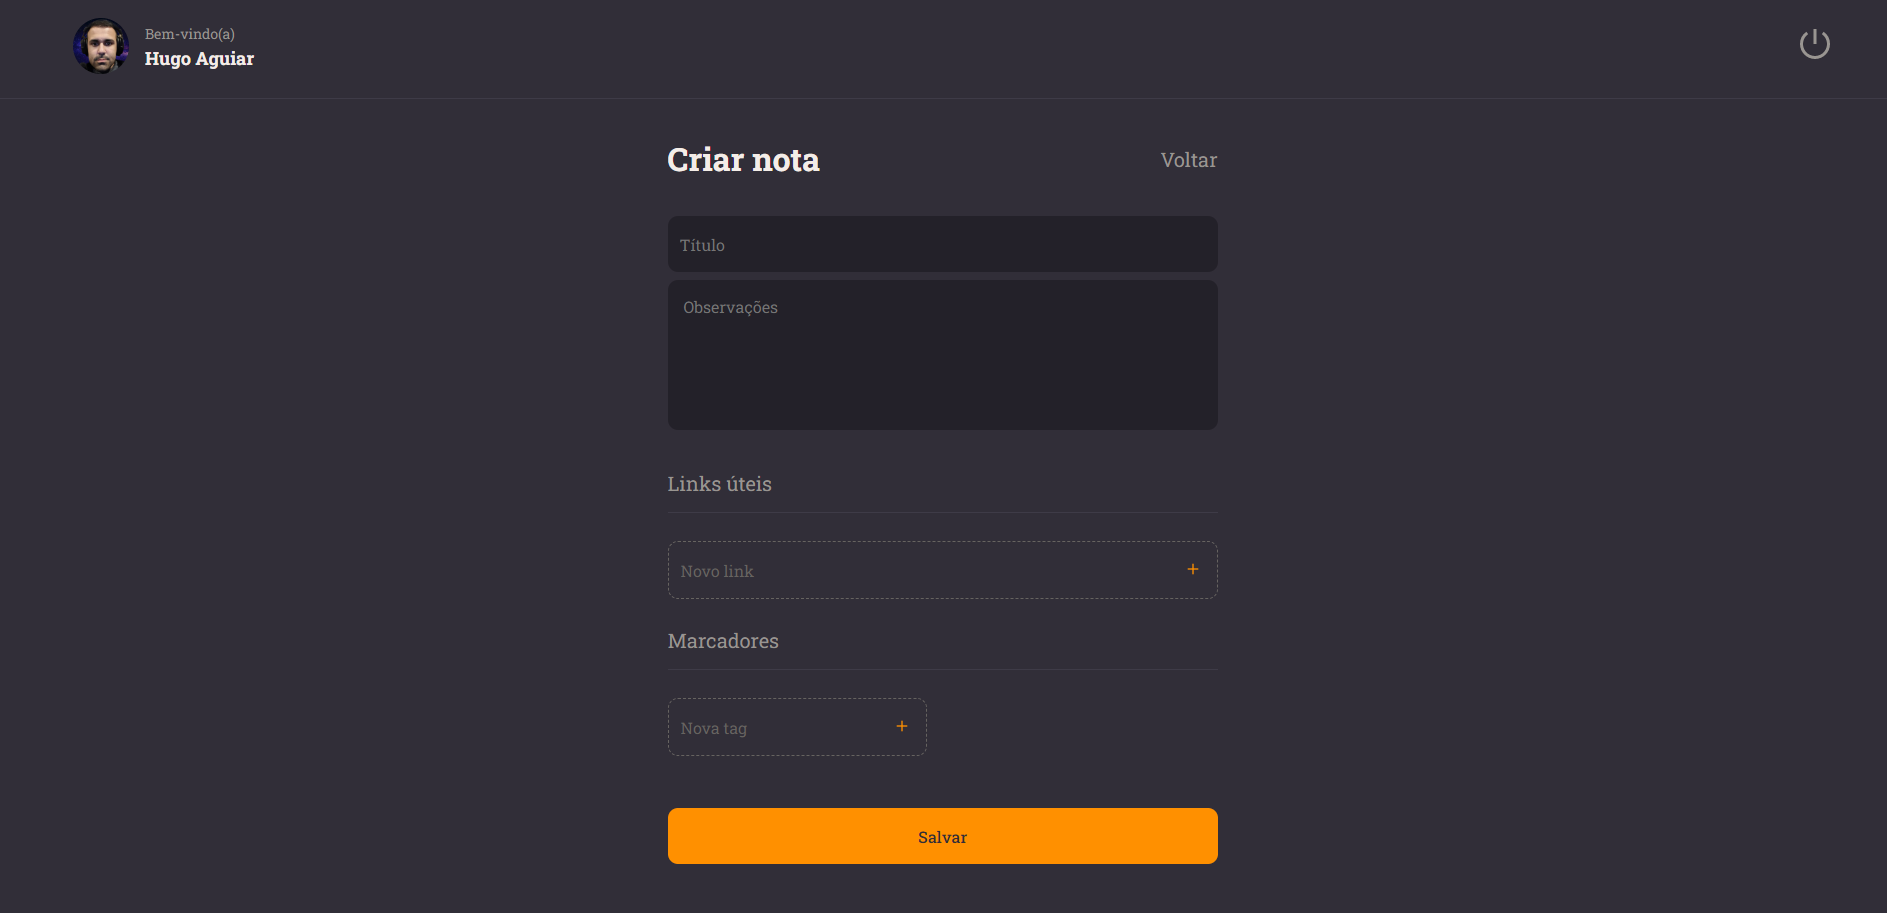 Bem-vindo(a)
Hugo Aguiar
Criar nota
Voltar
Título
Observações
Links úteis
Novo link
+
Marcadores
Nova tag
+
Salvar